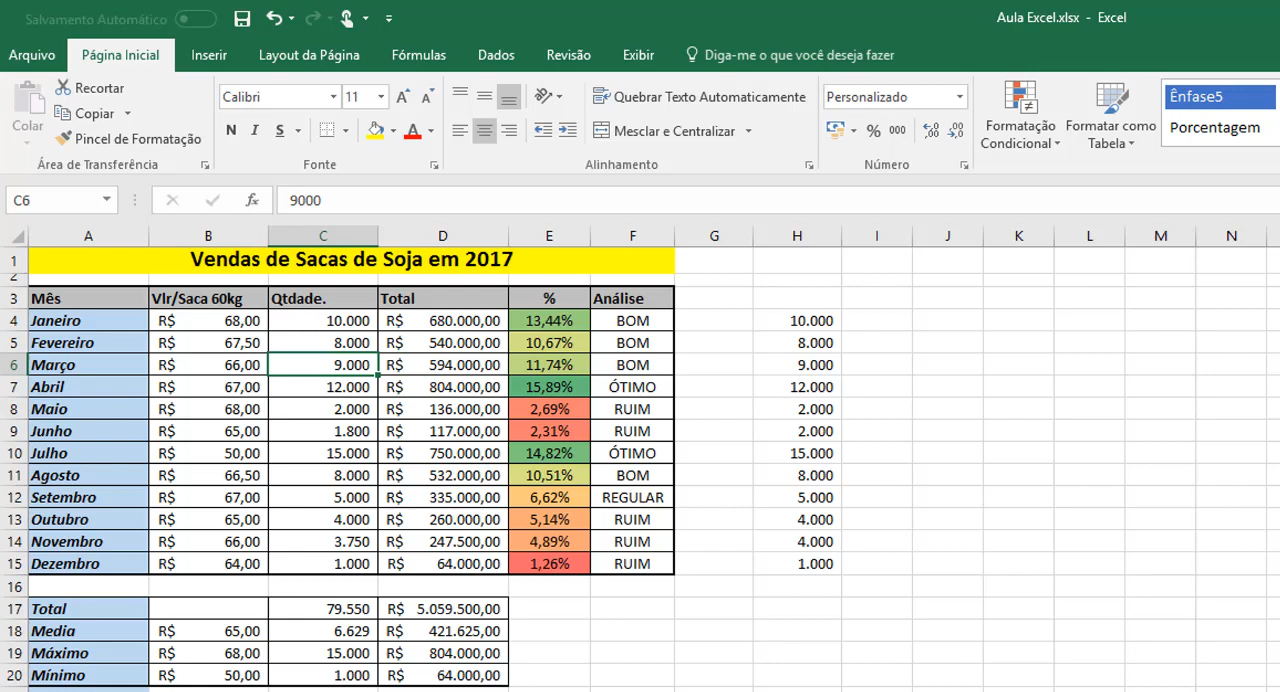 Salvamento Automático
Aula Excel.xlsx - Excel
Arquivo Página Inicial Inserir Layout da Página Fórmulas Dados Revisão Exibir Diga-me o que você deseja fazer
Colar
Recortar
Copiar
Pincel de Formatação
Área de Transferência
Calibri 11
N I S
Fonte
Quebrar Texto Automaticamente
Mesclar e Centralizar
Alinhamento
Personalizado
% 000
Número
Formatação Condicional
Formatar como Tabela
Ênfase5
Porcentagem
C6 fx 9000
A B C D E F G H I J K L M N
1 Vendas de Sacas de Soja em 2017
2
3 Mês Vlr/Saca 60kg Qtdade. Total % Análise
4 Janeiro R$ 68,00 10.000 R$ 680.000,00 13,44% BOM 10.000
5 Fevereiro R$ 67,50 8.000 R$ 540.000,00 10,67% BOM 8.000
6 Março R$ 66,00 9.000 R$ 594.000,00 11,74% BOM 9.000
7 Abril R$ 67,00 12.000 R$ 804.000,00 15,89% ÓTIMO 12.000
8 Maio R$ 68,00 2.000 R$ 136.000,00 2,69% RUIM 2.000
9 Junho R$ 65,00 1.800 R$ 117.000,00 2,31% RUIM 2.000
10 Julho R$ 50,00 15.000 R$ 750.000,00 14,82% ÓTIMO 15.000
11 Agosto R$ 66,50 8.000 R$ 532.000,00 10,51% BOM 8.000
12 Setembro R$ 67,00 5.000 R$ 335.000,00 6,62% REGULAR 5.000
13 Outubro R$ 65,00 4.000 R$ 260.000,00 5,14% RUIM 4.000
14 Novembro R$ 66,00 3.750 R$ 247.500,00 4,89% RUIM 4.000
15 Dezembro R$ 64,00 1.000 R$ 64.000,00 1,26% RUIM 1.000
16
17 Total 79.550 R$ 5.059.500,00
18 Media R$ 65,00 6.629 R$ 421.625,00
19 Máximo R$ 68,00 15.000 R$ 804.000,00
20 Mínimo R$ 50,00 1.000 R$ 64.000,00